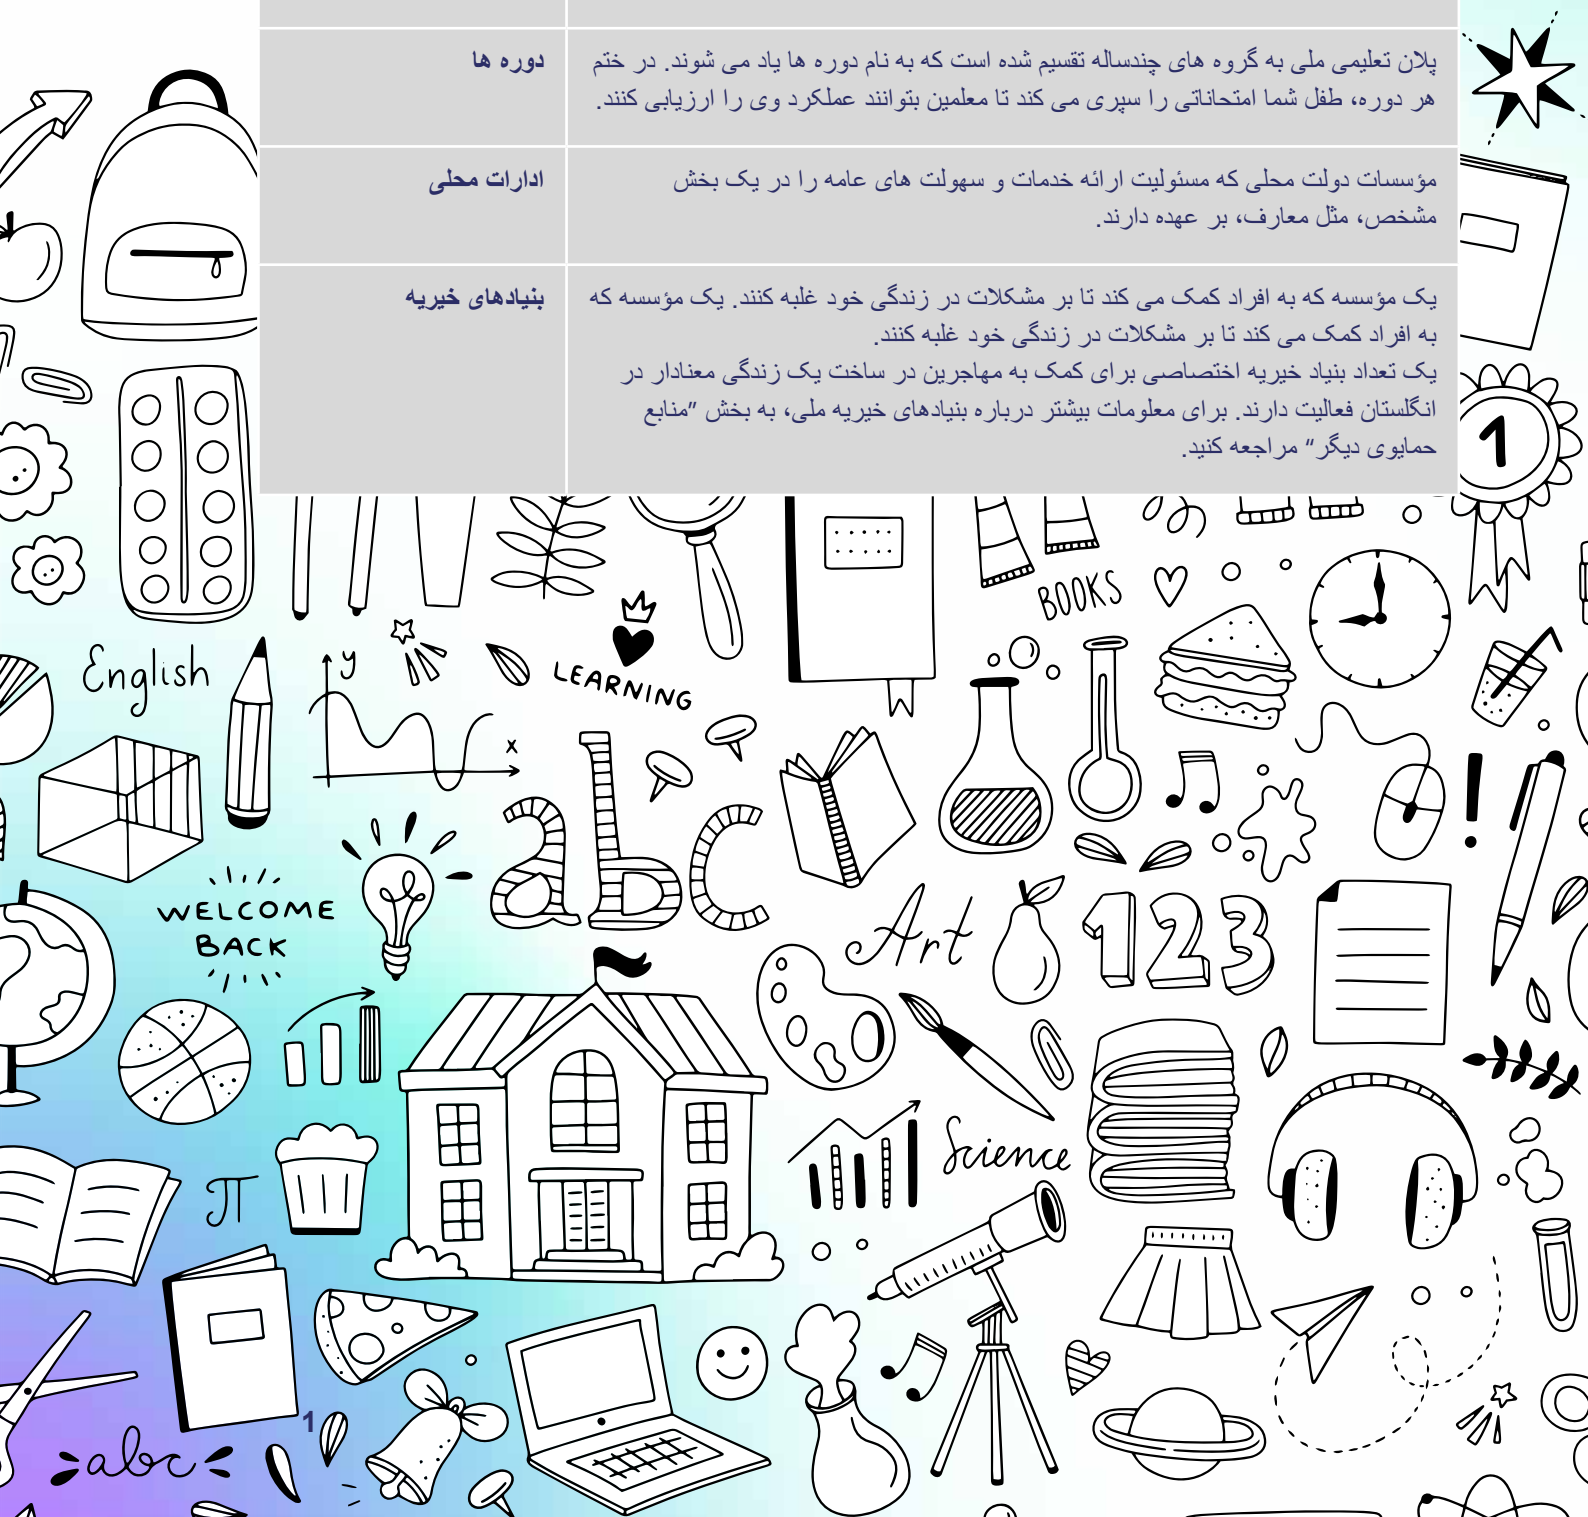 دوره ها
پلان تعلیمی ملی به گروه های چندساله تقسیم شده است که به نام دوره ها یاد می شوند. در ختم
هر دوره، طفل شما امتحاناتی را سپری می کند تا معلمین بتوانند عملکرد وی را ارزیابی کنند.
ادارات محلی
مؤسسات دولت محلی که مسئولیت ارائه خدمات و سهولت های عامه را در یک بخش
مشخص، مثل معارف، بر عهده دارند.
بنیادهای خیریه
یک مؤسسه که به افراد کمک می کند تا بر مشکلات در زندگی خود غلبه کنند. یک مؤسسه که
به افراد کمک می کند تا بر مشکلات در زندگی خود غلبه کنند.
یک تعداد بنیاد خیریه اختصاصی برای کمک به مهاجرین در ساخت یک زندگی معنادار در
انگلستان فعالیت دارند. برای معلومات بیشتر درباره بنیادهای خیریه ملی، به بخش "منابع
حمایوی دیگر" مراجعه کنید.
1
BOOKS
English
y
LEARNING
x
abc
WELCOME
BACK
Art
123
Science
π
1
abc